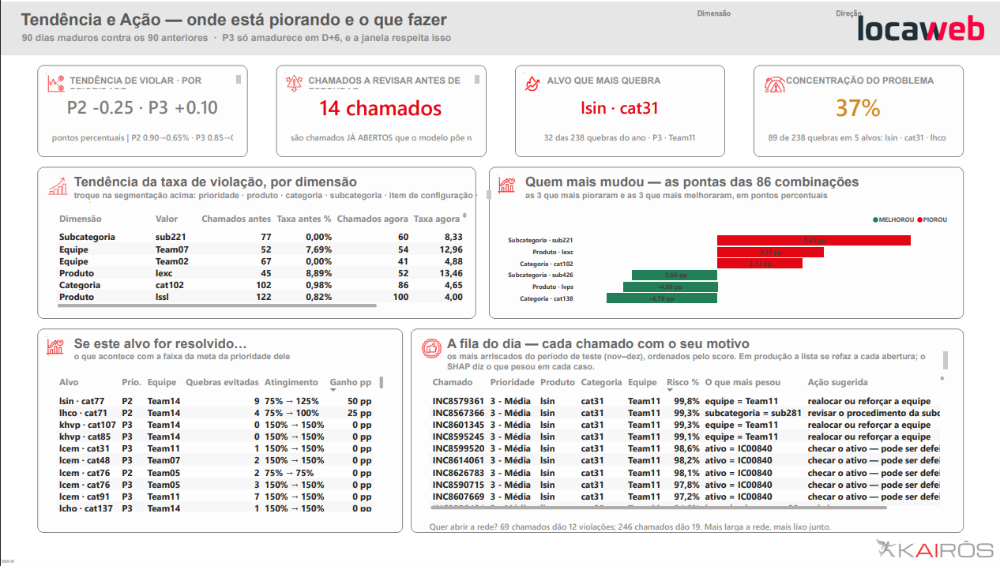 Tendência e Ação — onde está piorando e o que fazer
90 dias maduros contra os 90 anteriores · P3 só amadurece em D+6, e a janela respeita isso
Dimensão
Direção
locaweb
TENDÊNCIA DE VIOLAR · POR
P2 -0.25 · P3 +0.10
pontos percentuais | P2 0.90→0.65% · P3 0.85→
CHAMADOS A REVISAR ANTES DE
14 chamados
são chamados JÁ ABERTOS que o modelo põe n
ALVO QUE MAIS QUEBRA
lsin · cat31
32 das 238 quebras do ano · P3 · Team11
CONCENTRAÇÃO DO PROBLEMA
37%
89 de 238 quebras em 5 alvos: lsin · cat31 · lhco
Tendência da taxa de violação, por dimensão
troque na segmentação acima: prioridade · produto · categoria · subcategoria · item de configuração ·
Dimensão Valor Chamados antes Taxa antes % Chamados agora Taxa agora
Subcategoria sub221 77 0,00% 60 8,33
Equipe Team07 52 7,69% 54 12,96
Equipe Team02 67 0,00% 41 4,88
Produto lexc 45 8,89% 52 13,46
Categoria cat102 102 0,98% 86 4,65
Produto lssl 122 0,82% 100 4,00
Quem mais mudou — as pontas das 86 combinações
as 3 que mais pioraram e as 3 que mais melhoraram, em pontos percentuais
MELHOROU PIOROU
Subcategoria · sub221 8,33 pp
Produto · lexc 4,57 pp
Categoria · cat102 3,67 pp
Subcategoria · sub426 -3,66 pp
Produto · lvps -4,06 pp
Categoria · cat138 -4,76 pp
Se este alvo for resolvido…
o que acontece com a faixa da meta da prioridade dele
Alvo Prio. Equipe Quebras evitadas Atingimento Ganho pp
lsin · cat77 P2 Team14 9 75% → 125% 50 pp
lhco · cat71 P2 Team14 4 75% → 100% 25 pp
khvp · cat107 P3 Team14 0 150% → 150% 0 pp
khvp · cat85 P3 Team14 0 150% → 150% 0 pp
lcem · cat31 P3 Team11 1 150% → 150% 0 pp
lcem · cat48 P3 Team07 2 150% → 150% 0 pp
lcem · cat76 P2 Team05 2 75% → 75% 0 pp
lcem · cat76 P3 Team05 3 150% → 150% 0 pp
lcem · cat91 P3 Team11 7 150% → 150% 0 pp
lcho · cat137 P3 Team14 1 150% → 150% 0 pp
A fila do dia — cada chamado com o seu motivo
os mais arriscados do período de teste (nov–dez), ordenados pelo score. Em produção a lista se refaz a cada abertura; o
SHAP diz o que pesou em cada caso.
Chamado Prioridade Produto Categoria Equipe Risco % O que mais pesou Ação sugerida
INC8579361 3 - Média lsin cat31 Team11 99,8% equipe = Team11 realocar ou reforçar a equipe
INC8567366 3 - Média lsin cat31 Team11 99,3% subcategoria = sub281 revisar o procedimento da subc
INC8601345 3 - Média lsin cat31 Team11 99,3% equipe = Team11 realocar ou reforçar a equipe
INC8595245 3 - Média lsin cat31 Team11 99,1% equipe = Team11 realocar ou reforçar a equipe
INC8599520 3 - Média lsin cat31 Team11 98,6% ativo = IC00840 checar o ativo — pode ser defei
INC8614061 3 - Média lsin cat31 Team11 98,2% ativo = IC00840 checar o ativo — pode ser defei
INC8626783 3 - Média lsin cat31 Team11 98,1% ativo = IC00840 checar o ativo — pode ser defei
INC8590715 3 - Média lsin cat31 Team11 97,8% ativo = IC00840 checar o ativo — pode ser defei
INC8607669 3 - Média lsin cat31 Team11 97,2% ativo = IC00840 checar o ativo — pode ser defei
Quer abrir a rede? 69 chamados dão 12 violações; 246 chamados dão 19. Mais larga a rede, mais lixo junto.
KAIRÓS